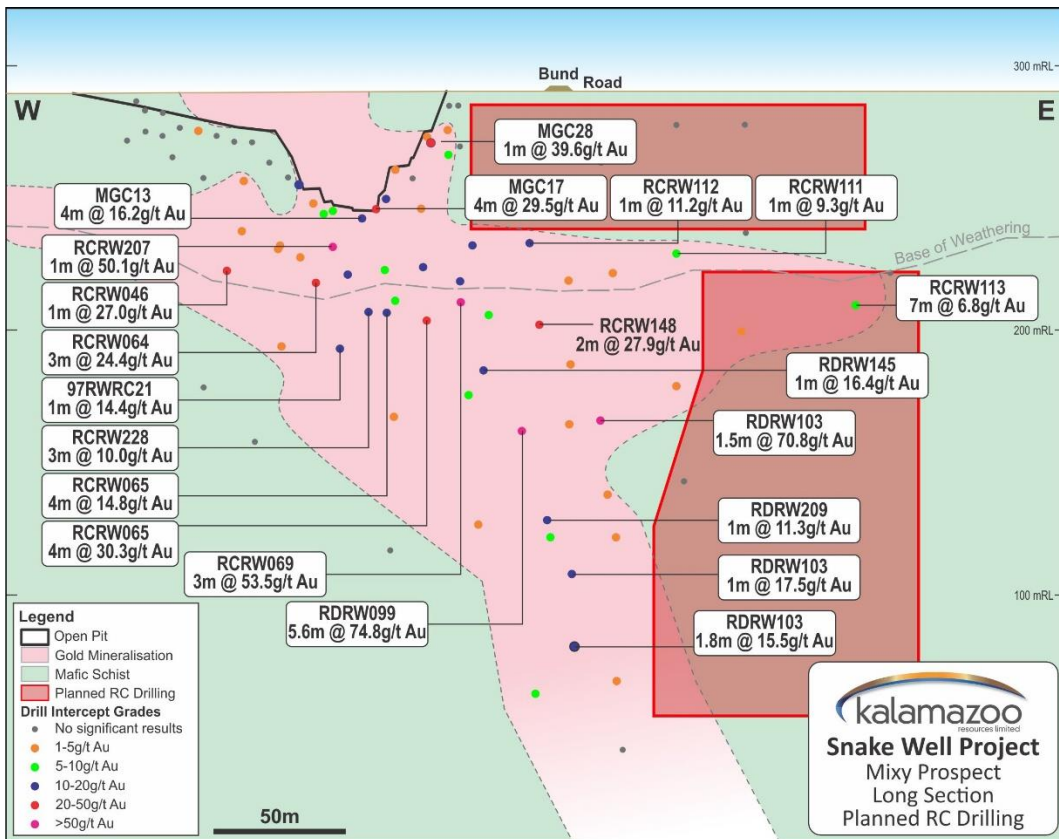 300 mRL
Bund
Road
W
E
MGC28
1m @ 39.6g/t Au
MGC13
4m @ 16.2g/t Au
MGC17
4m @ 29.5g/t Au
RCRW112
1m @ 11.2g/t Au
RCRW111
1m @ 9.3g/t Au
RCRW207
1m @ 50.1g/t Au
Base of Weathering
RCRW046
1m @ 27.0g/t Au
RCRW113
7m @ 6.8g/t Au
RCRW148
2m @ 27.9g/t Au
200 mRL
RCRW064
3m @ 24.4g/t Au
RDRW145
1m @ 16.4g/t Au
97RWRC21
1m @ 14.4g/t Au
RDRW103
1.5m @ 70.8g/t Au
RCRW228
3m @ 10.0g/t Au
RCRW065
4m @ 14.8g/t Au
RCRW065
4m @ 30.3g/t Au
RDRW209
1m @ 11.3g/t Au
RCRW069
3m @ 53.5g/t Au
RDRW103
1m @ 17.5g/t Au
100 mRL
RDRW099
5.6m @ 74.8g/t Au
RDRW103
1.8m @ 15.5g/t Au
Legend
Open Pit
Gold Mineralisation
Mafic Schist
Planned RC Drilling
Drill Intercept Grades
No significant results
1-5g/t Au
5-10g/t Au
10-20g/t Au
20-50g/t Au
>50g/t Au
50m
kalamazoo
resources limited
Snake Well Project
Mixy Prospect
Long Section
Planned RC Drilling